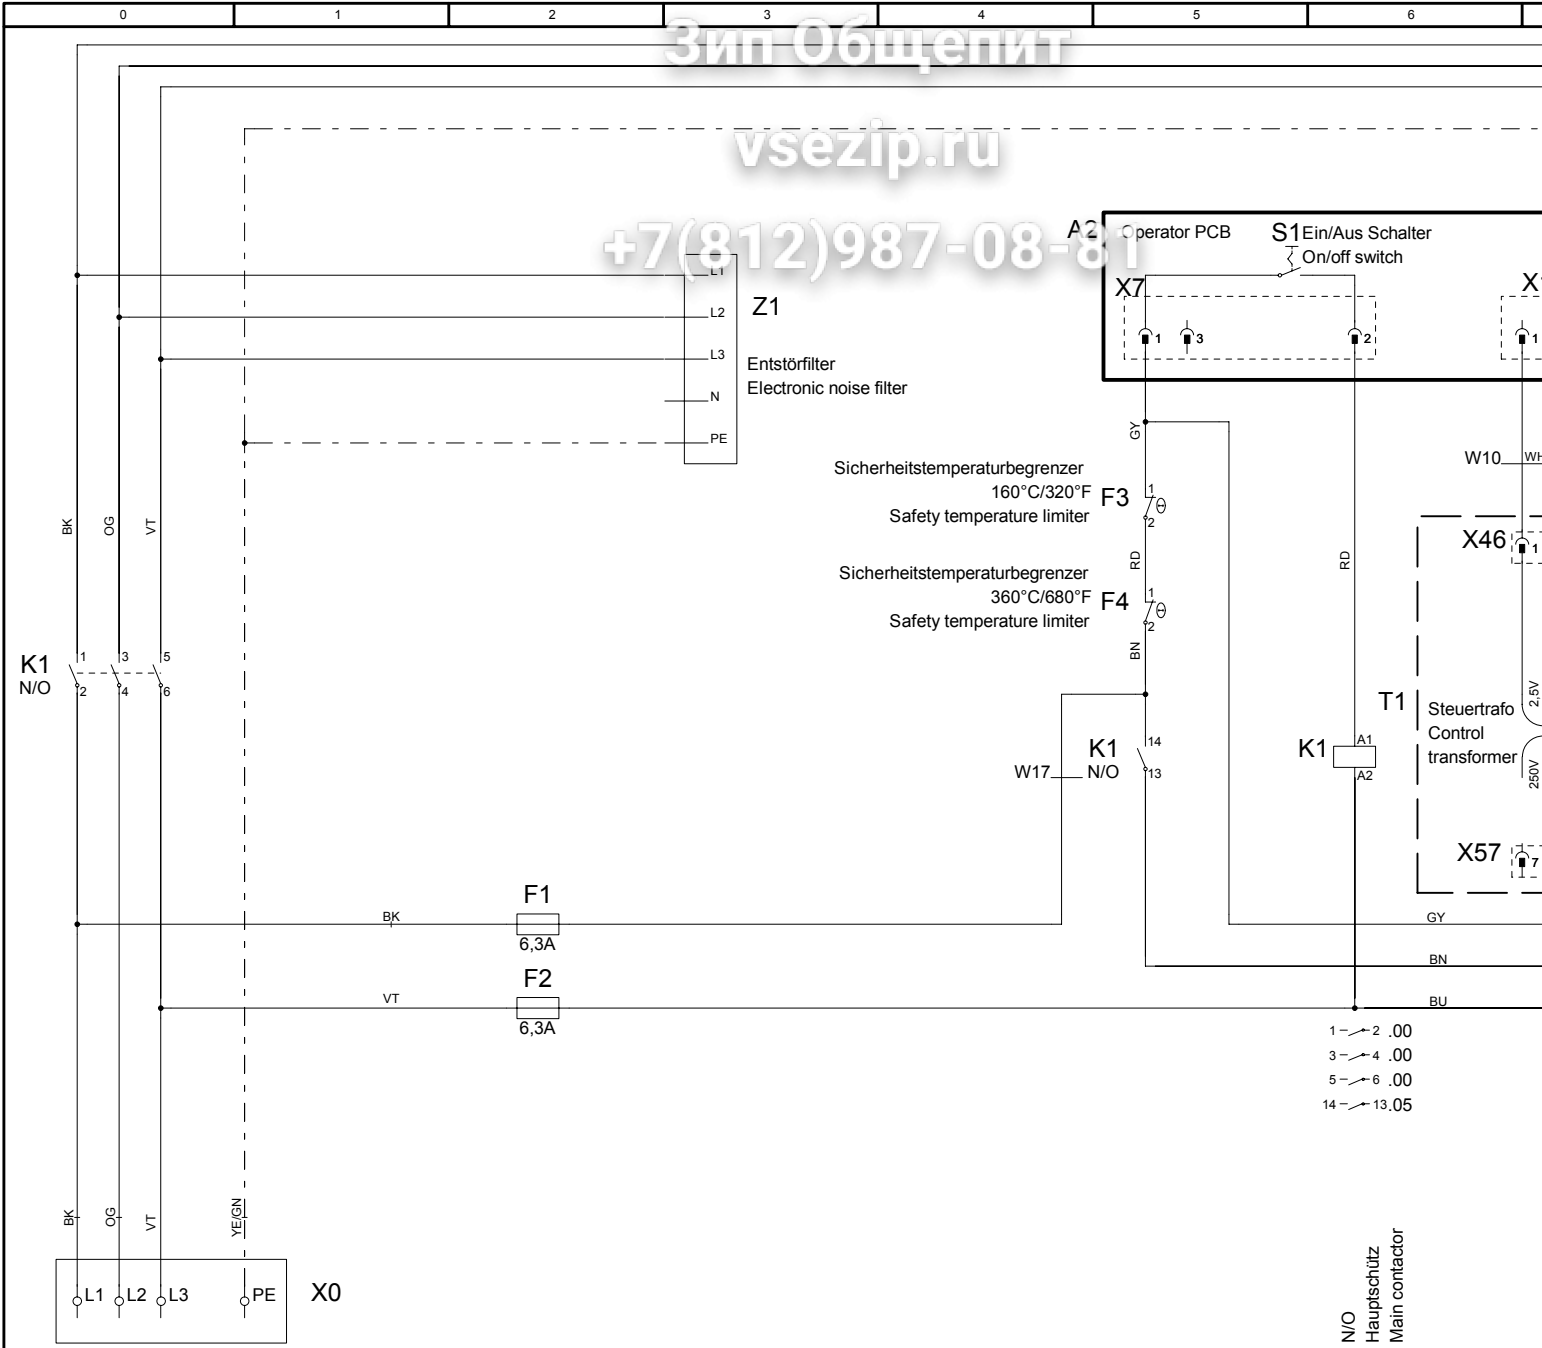 0 1 2 3 4 5 6
Зип Общепит
vsezip.ru
+7(812)987-08-81
A2 Operator PCB
S1 Ein/Aus Schalter
On/off switch
X7
1 3 2
1
L1
L2
L3
N
PE
Z1
Entstörfilter
Electronic noise filter
GY
Sicherheitstemperaturbegrenzer
160°C/320°F
Safety temperature limiter
F3
1
2
RD
Sicherheitstemperaturbegrenzer
360°C/680°F
Safety temperature limiter
F4
1
2
BN
RD
W10
X46
1
BK OG VT
K1
N/O
1 3 5
2 4 6
W17
K1
N/O
14
13
K1
A1
A2
T1
Steuertrafo
Control
transformer
2,5V
250V
X57
7
F1
BK
6,3A
F2
VT
6,3A
GY
BN
BU
1 2 .00
3 4 .00
5 6 .00
14 13 .05
BK OG VT YE/GN
L1 L2 L3 PE
X0
N/O
Hauptschütz
Main contactor